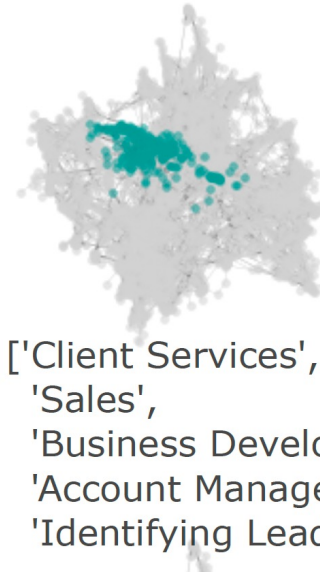 ['Client Services',
'Sales',
'Business Develo
'Account Manage
'Identifying Lead